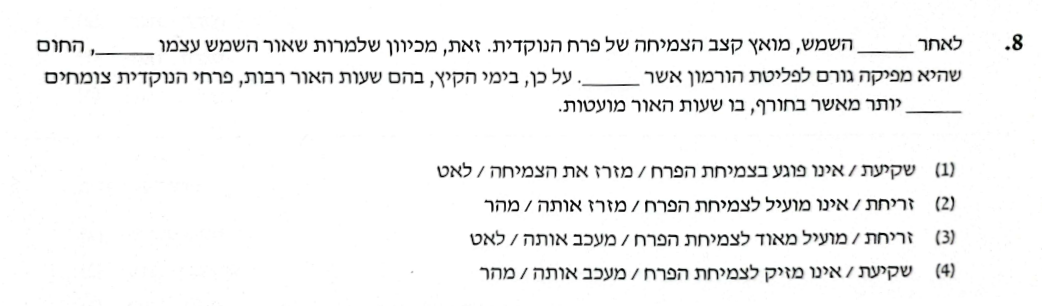 8. לאחר ______ השמש, מואץ קצב הצמיחה של פרח הנוקדית. זאת, מכיוון שלמרות שאור השמש עצמו ______, החום
שהיא מפיקה גורם לפליטת הורמון אשר ______. על כן, בימי הקיץ, בהם שעות האור רבות, פרחי הנוקדית צומחים
______ יותר מאשר בחורף, בו שעות האור מועטות.
(1) שקיעת / אינו פוגע בצמיחת הפרח / מזרז את הצמיחה / לאט
(2) זריחת / אינו מועיל לצמיחת הפרח / מזרז אותה / מהר
(3) זריחת / מועיל מאוד לצמיחת הפרח / מעכב אותה / לאט
(4) שקיעת / אינו מזיק לצמיחת הפרח / מעכב אותה / מהר